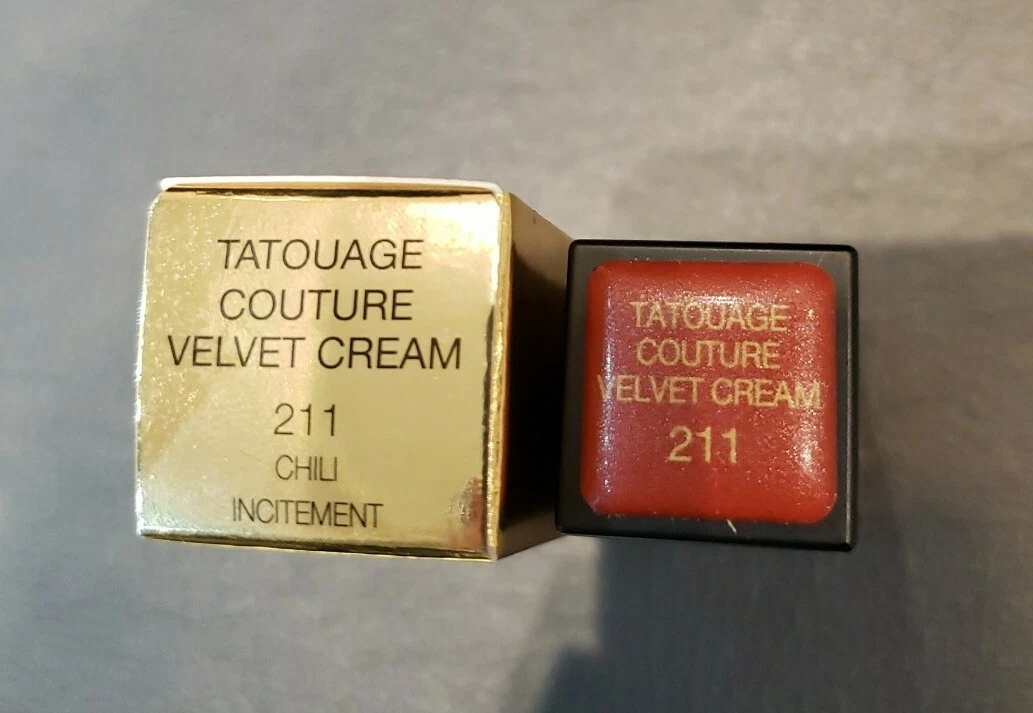 TATOUAGE
COUTURE
VELVET CREAM
211
CHILI
INCITEMENT
TATOUAGE
COUTURE
VELVET CREAM
211